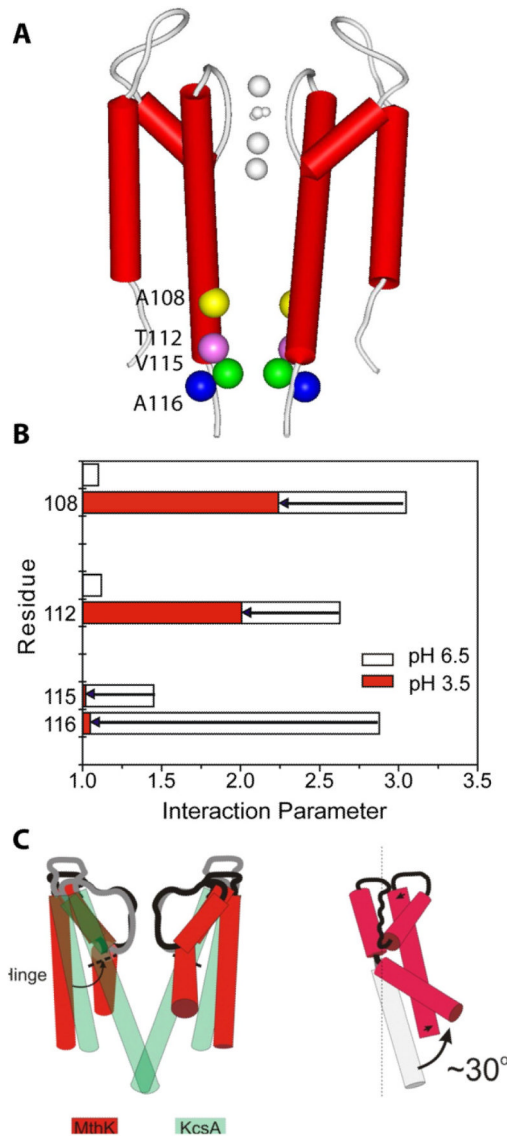 A
A108
T112
V115
A116
B
108
112
115
116
Residue
pH 6.5
pH 3.5
1.0 1.5 2.0 2.5 3.0 3.5
Interaction Parameter
C
Hinge
~30°
MthK KcsA